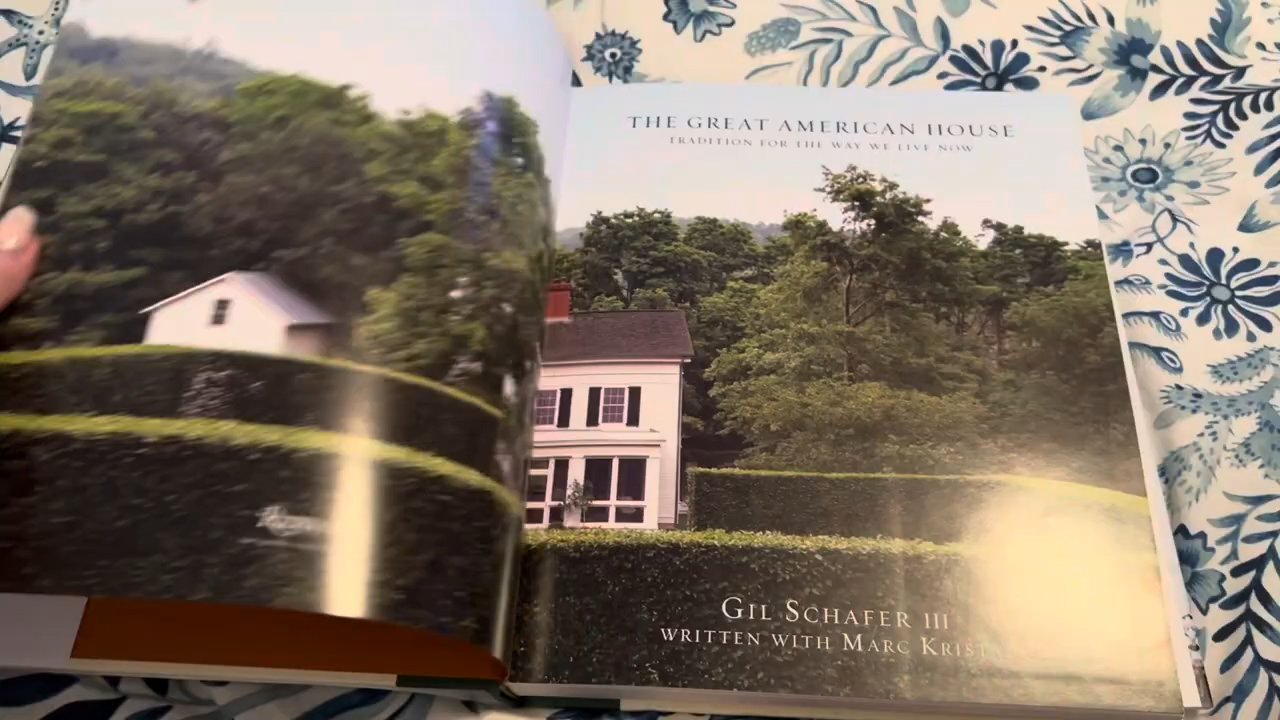 THE GREAT AMERICAN HOUSE
TRADITION FOR THE WAY WE LIVE NOW
GIL SCHAFER III
WRITTEN WITH MARC